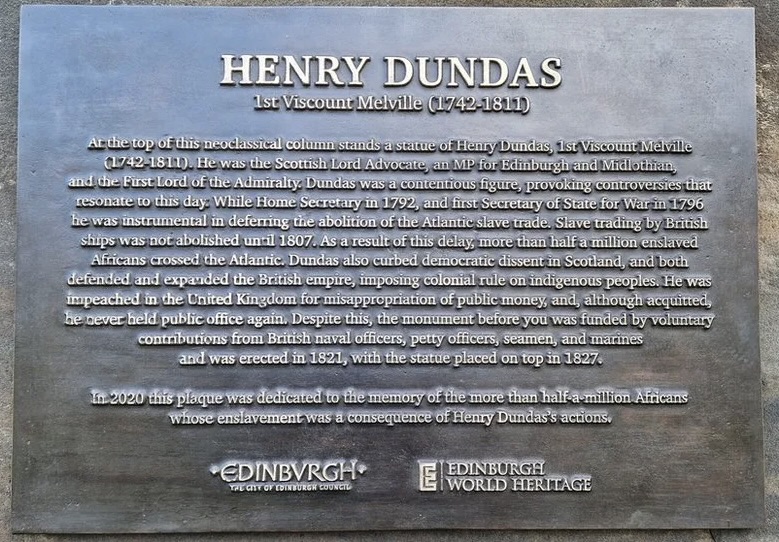 HENRY DUNDAS
1st Viscount Melville (1742-1811)
At the top of this neoclassical column stands a statue of Henry Dundas, 1st Viscount Melville
(1742-1811). He was the Scottish Lord Advocate, an MP for Edinburgh and Midlothian,
and the First Lord of the Admiralty. Dundas was a contentious figure, provoking controversies that
resonate to this day. While Home Secretary in 1792, and first Secretary of State for War in 1796
he was instrumental in deferring the abolition of the Atlantic slave trade. Slave trading by British
ships was not abolished until 1807. As a result of this delay, more than half a million enslaved
Africans crossed the Atlantic. Dundas also curbed democratic dissent in Scotland, and both
defended and expanded the British empire, imposing colonial rule on indigenous peoples. He was
impeached in the United Kingdom for misappropriation of public money, and, although acquitted,
he never held public office again. Despite this, the monument before you was funded by voluntary
contributions from British naval officers, petty officers, seamen, and marines
and was erected in 1821, with the statue placed on top in 1827.
In 2020 this plaque was dedicated to the memory of the more than half-a-million Africans
whose enslavement was a consequence of Henry Dundas's actions.
·EDINBVRGH·
THE CITY OF EDINBURGH COUNCIL
EDINBURGH
WORLD HERITAGE